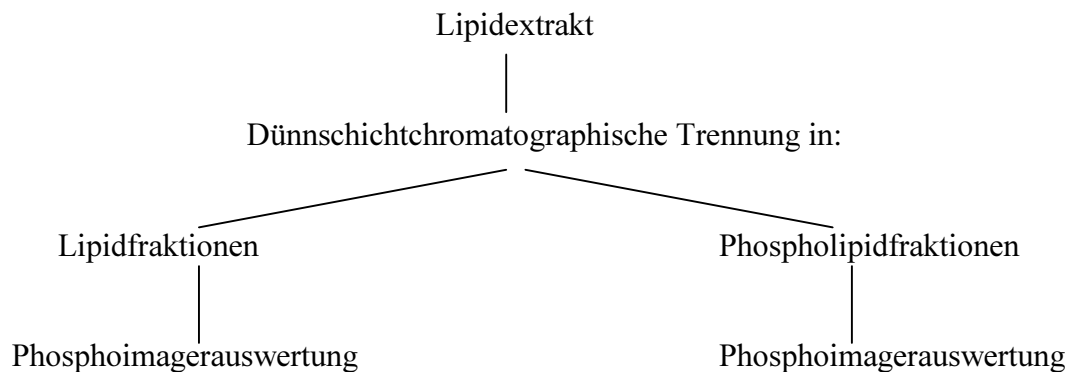 Lipidextrakt
Dünnschichtchromatographische Trennung in:
Lipidfraktionen Phospholipidfraktionen
Phosphoimagerauswertung Phosphoimagerauswertung